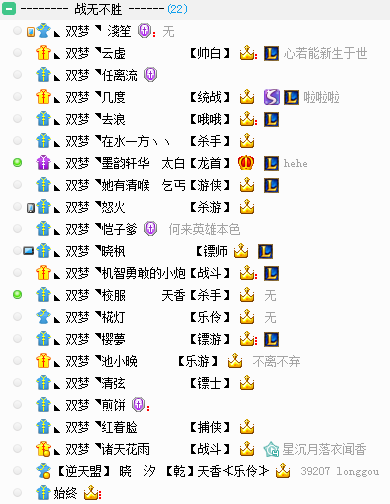 -------- 战无不胜 ------(22)
双梦◥淺笙 无
双梦◥云虚 【帅白】 心若能新生于世
双梦◥任离流
双梦◥几度 【统战】 啦啦啦
双梦◥去浪 【哦哦】
双梦◥在水一方ヽヽ 【杀手】
双梦◥墨韵轩华 太白【龙首】 hehe
双梦◥她有清喉 乞丐【游侠】
双梦◥怒火 【杀游】
双梦◥恺子爹 何来英雄本色
双梦◥晓枫 【镖师】
双梦◥机智勇敢的小炮【战斗】
双梦◥校服 天香【杀手】 无
双梦◥椛灯 【乐伶】 无
双梦◥樱夢 【镖游】
双梦◥池小晚 【乐游】 不离不弃
双梦◥清弦 【镖士】
双梦◥煎饼
双梦◥红着脸 【捕侠】
双梦◥诸天花雨 【战斗】 星沉月落衣闻香
【逆天盟】 晓 汐 【乾】天香≮乐伶≯ 39207 longgou
始终